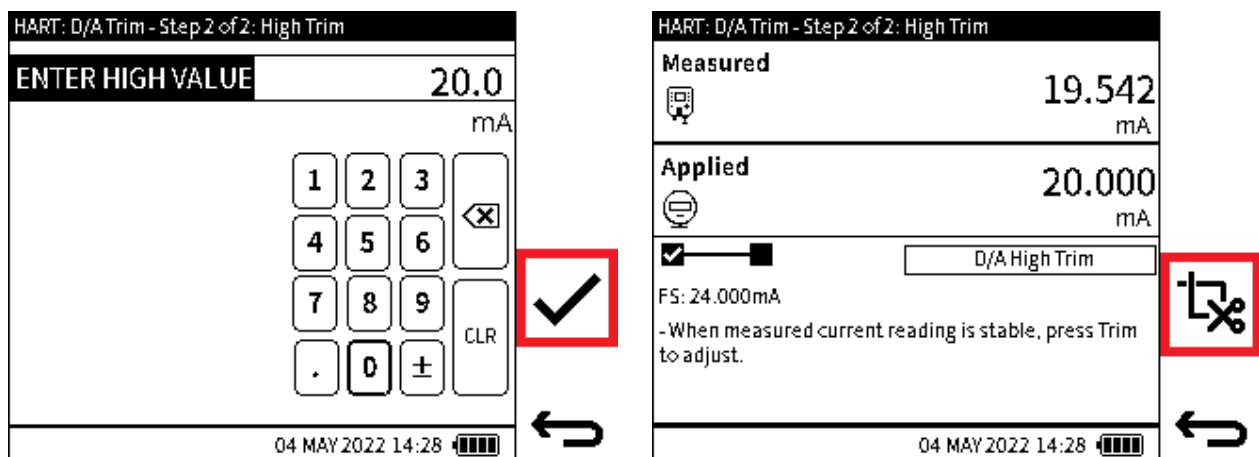 HART: D/A Trim - Step 2 of 2: High Trim
ENTER HIGH VALUE 20.0
mA
1 2 3
4 5 6
7 8 9
CLR
. 0 ±
04 MAY 2022 14:28
HART: D/A Trim - Step 2 of 2: High Trim
Measured
19.542
mA
Applied
20.000
mA
D/A High Trim
FS: 24.000mA
- When measured current reading is stable, press Trim
to adjust.
04 MAY 2022 14:28